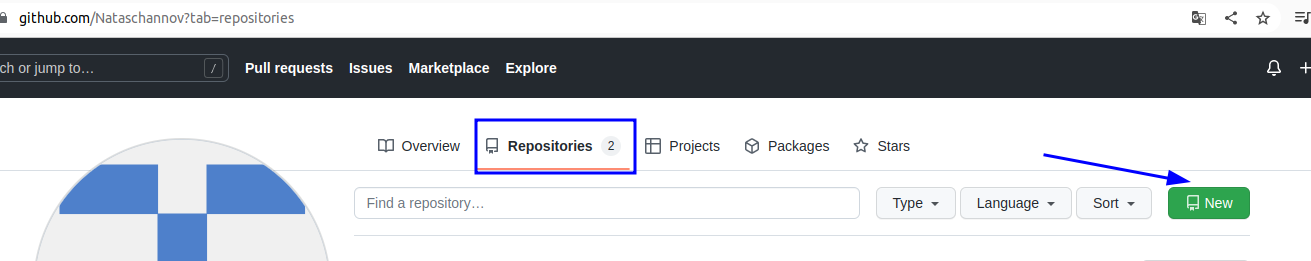 github.com/Nataschannov?tab=repositories
ch or jump to… / Pull requests Issues Marketplace Explore
Overview Repositories 2 Projects Packages Stars
Find a repository… Type Language Sort New